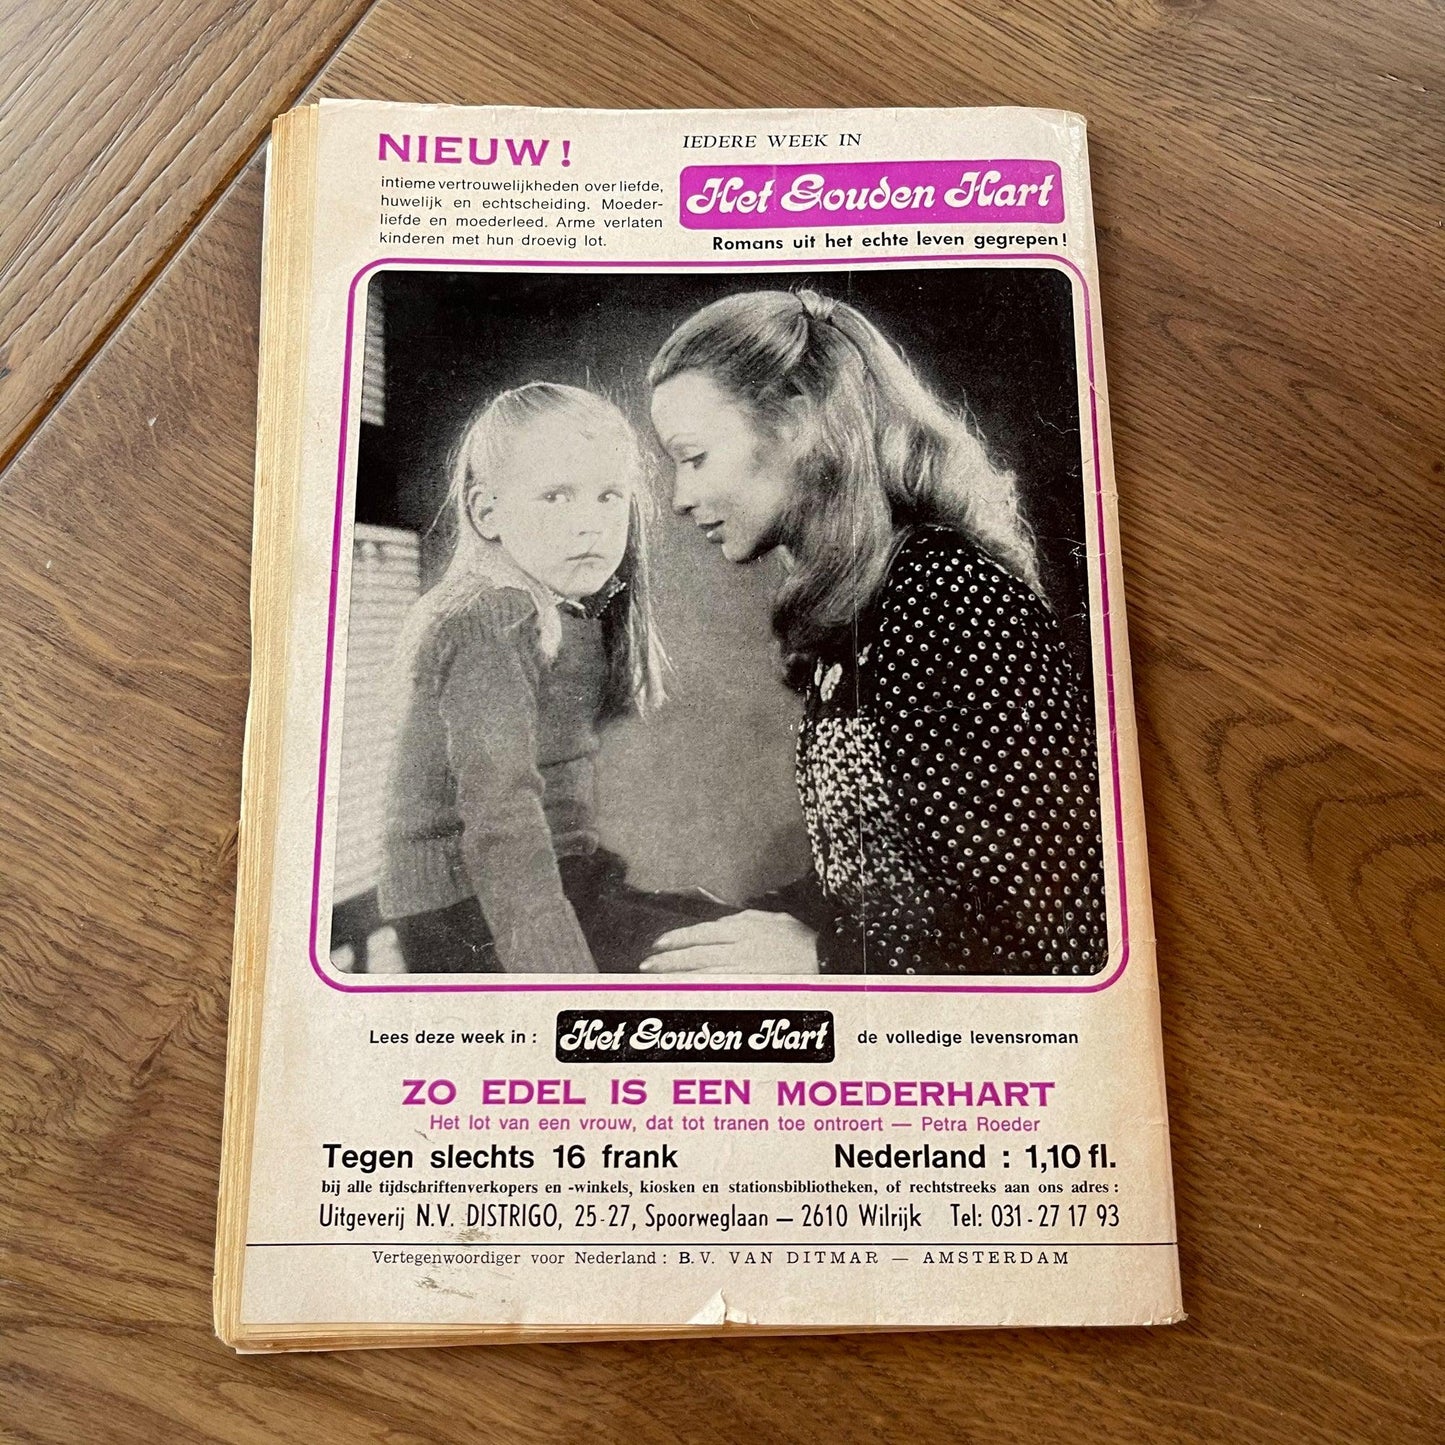 NIEUW !
intieme vertrouwelijkheden over liefde,
huwelijk en echtscheiding. Moeder-
liefde en moederleed. Arme verlaten
kinderen met hun droevig lot.
IEDERE WEEK IN
Het Gouden Hart
Romans uit het echte leven gegrepen !
Lees deze week in : Het Gouden Hart de volledige levensroman
ZO EDEL IS EEN MOEDERHART
Het lot van een vrouw, dat tot tranen toe ontroert — Petra Roeder
Tegen slechts 16 frank Nederland : 1,10 fl.
bij alle tijdschriftenverkopers en -winkels, kiosken en stationsbibliotheken, of rechtstreeks aan ons adres :
Uitgeverij N.V. DISTRIGO, 25-27, Spoorweglaan — 2610 Wilrijk Tel: 031 - 27 17 93
Vertegenwoordiger voor Nederland : B.V. VAN DITMAR — AMSTERDAM